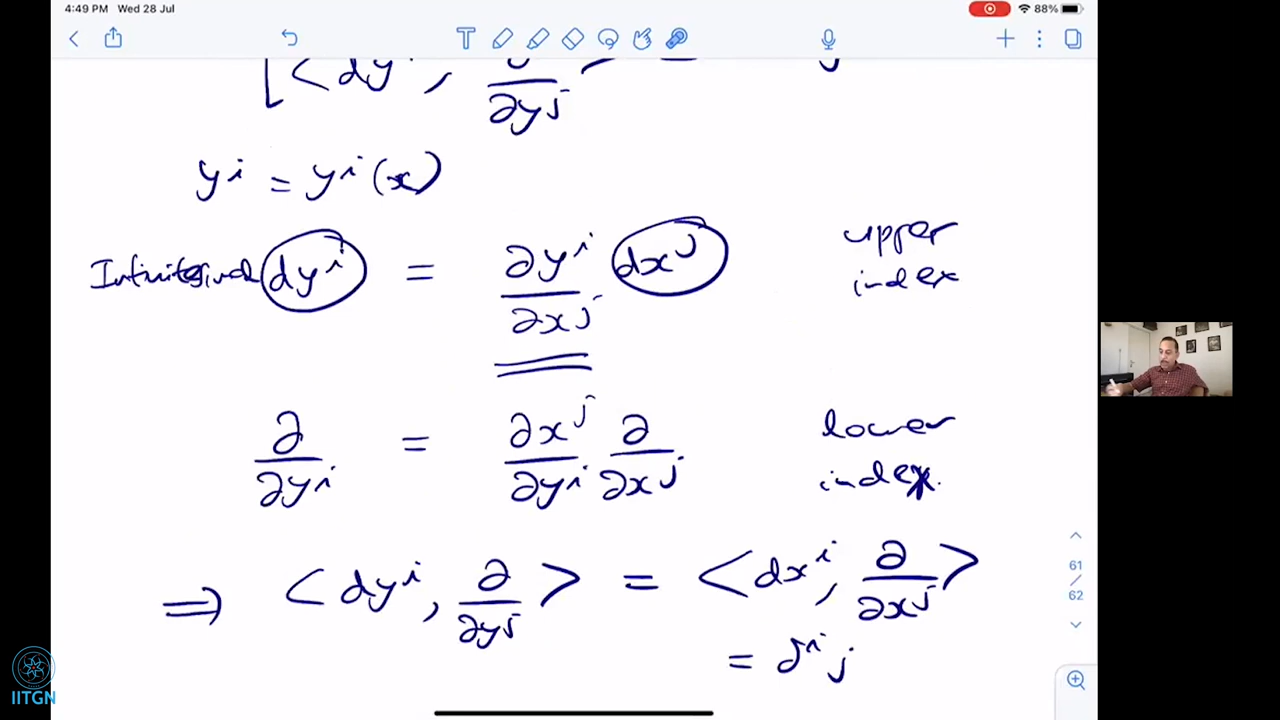 4:49 PM Wed 28 Jul 88%
[< dy^i, ∂/∂y^j > =
y^i = y^i(x)
Infinitesimal dy^i = ∂y^i/∂x^j dx^j upper index
∂/∂y^i = ∂x^j/∂y^i ∂/∂x^j lower index.
⇒ < dy^i, ∂/∂y^j > = < dx^i, ∂/∂x^j >
= δ^i_j
61 / 62
IITGN